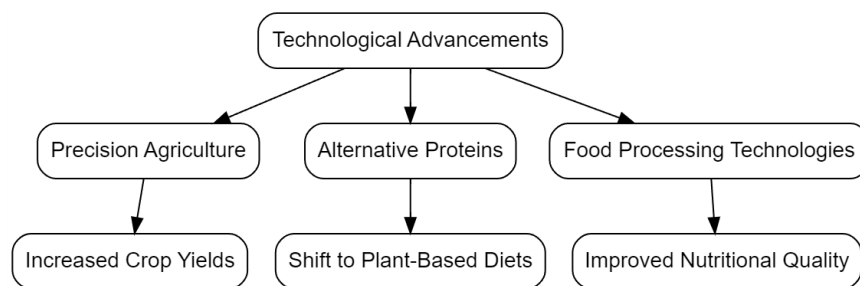 Technological Advancements
Precision Agriculture
Alternative Proteins
Food Processing Technologies
Increased Crop Yields
Shift to Plant-Based Diets
Improved Nutritional Quality